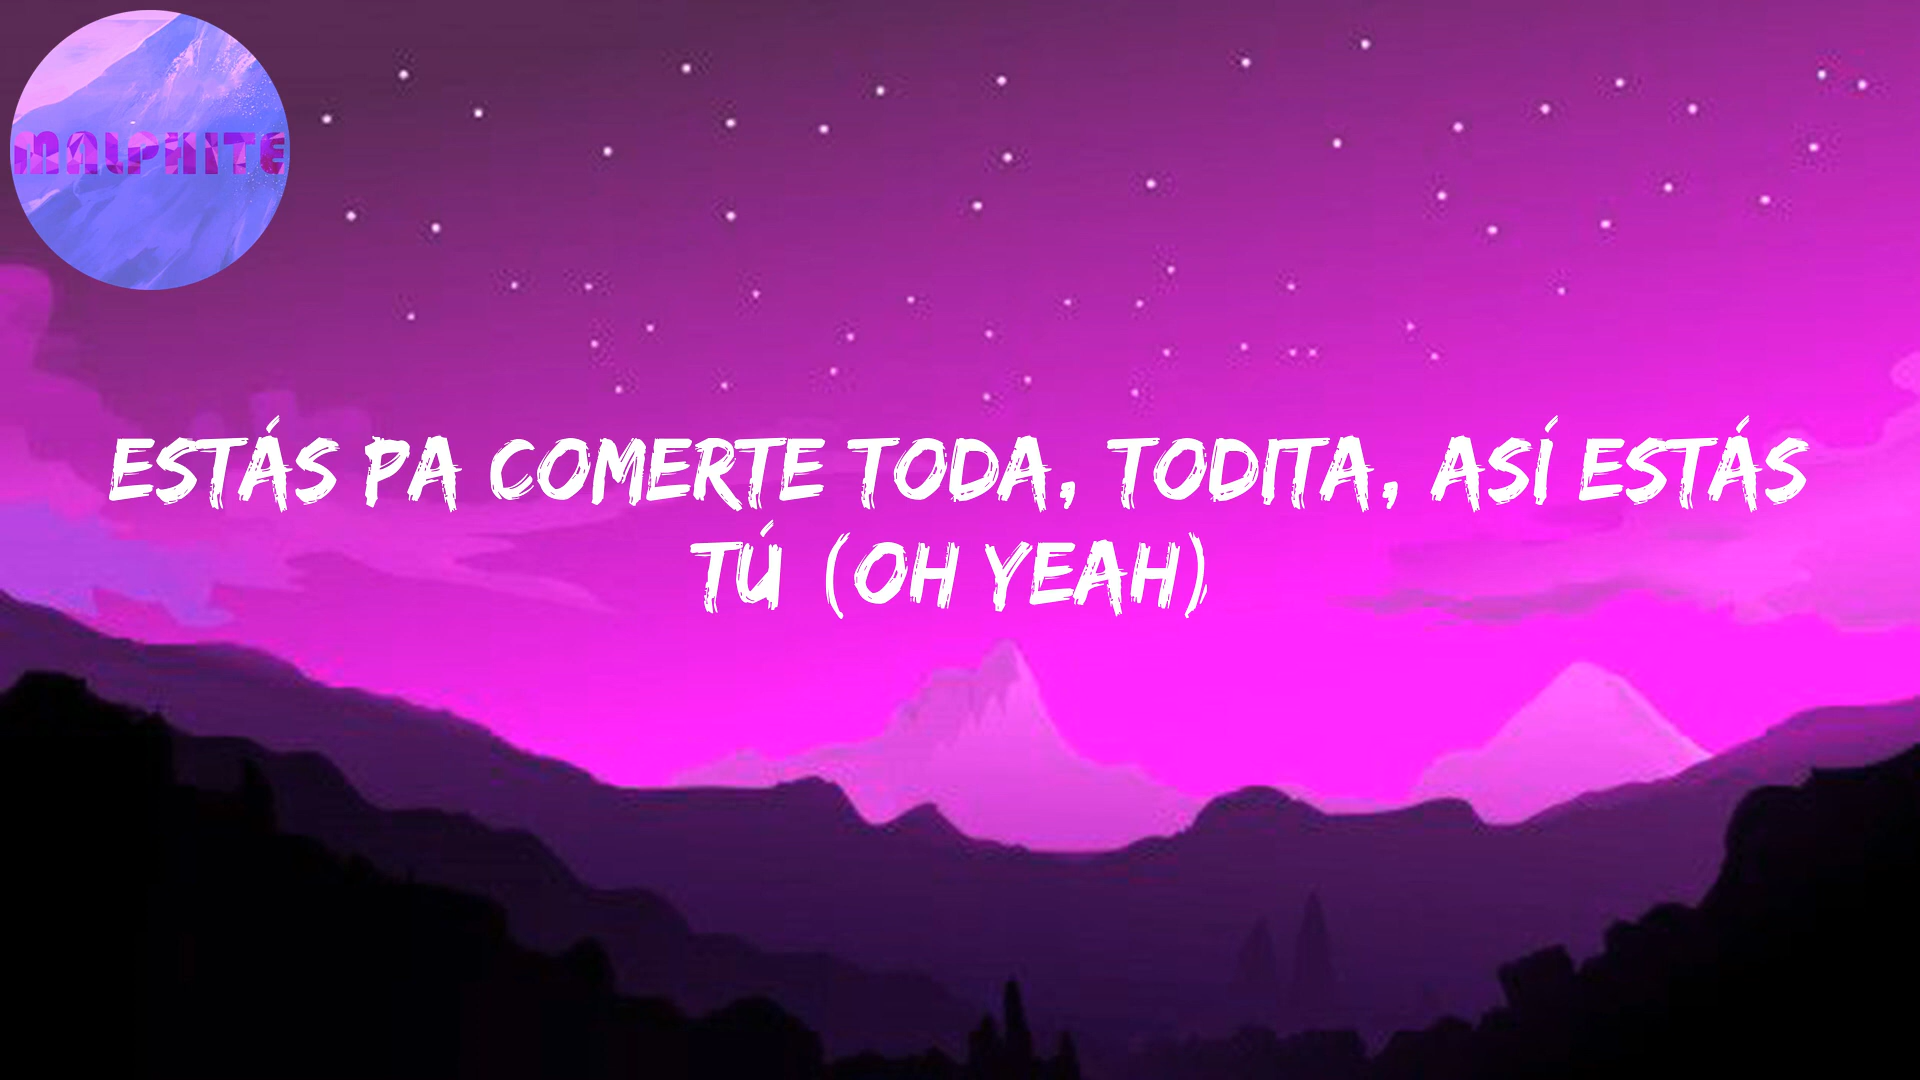 MALPHITE
ESTÁS PA COMERTE TODA, TODITA, ASÍ ESTÁS
TÚ (OH YEAH)